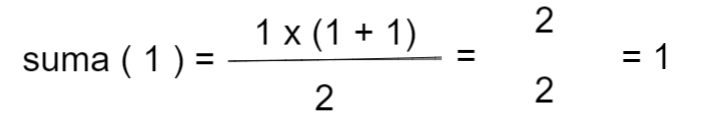 suma ( 1 ) = 1 x (1 + 1) = 2 = 1
2 2